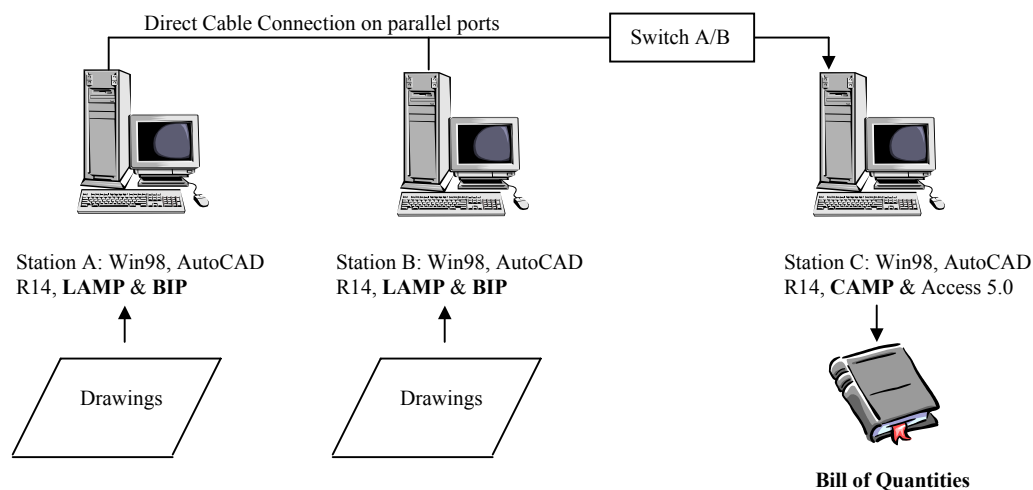 Direct Cable Connection on parallel ports
Switch A/B
Station A: Win98, AutoCAD
R14, LAMP & BIP
Station B: Win98, AutoCAD
R14, LAMP & BIP
Station C: Win98, AutoCAD
R14, CAMP & Access 5.0
Drawings
Drawings
Bill of Quantities